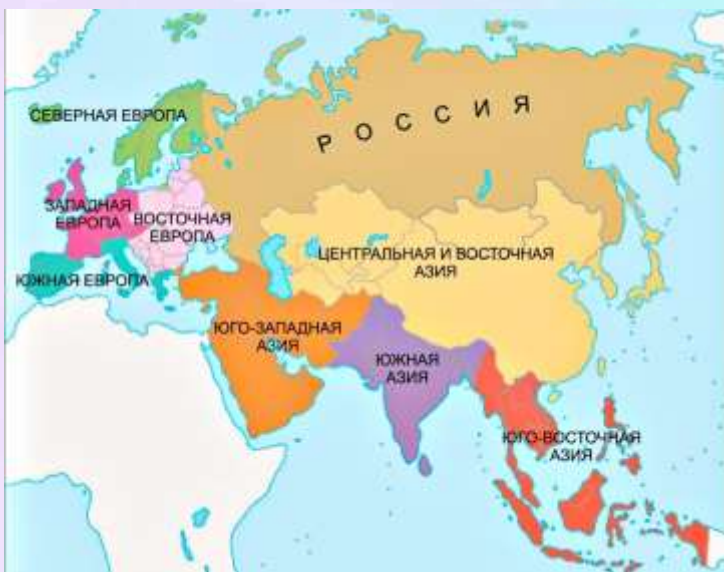 СЕВЕРНАЯ ЕВРОПА
РОССИЯ
ЗАПАДНАЯ
ЕВРОПА
ВОСТОЧНАЯ
ЕВРОПА
ЮЖНАЯ ЕВРОПА
ЦЕНТРАЛЬНАЯ И ВОСТОЧНАЯ
АЗИЯ
ЮГО-ЗАПАДНАЯ
АЗИЯ
ЮЖНАЯ
АЗИЯ
ЮГО-ВОСТОЧНАЯ
АЗИЯ